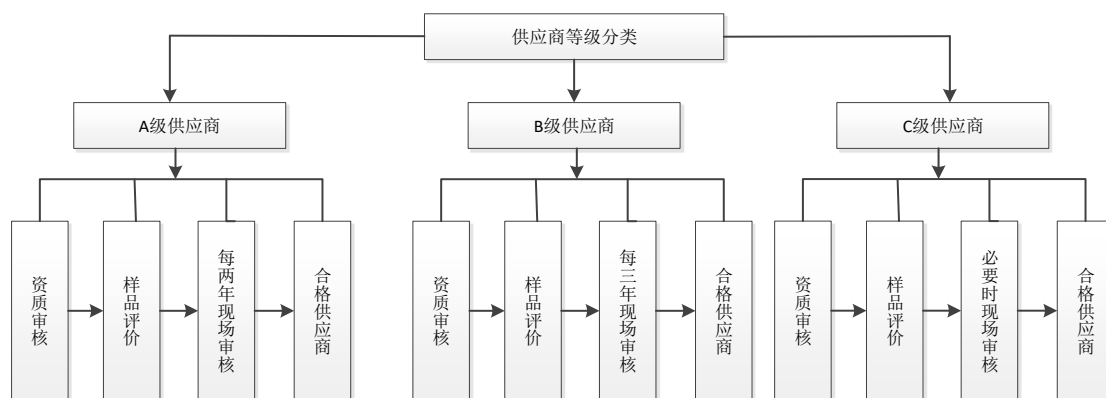 供应商等级分类
A级供应商
B级供应商
C级供应商
资质审核
样品评价
每两年现场审核
合格供应商
资质审核
样品评价
每三年现场审核
合格供应商
资质审核
样品评价
必要时现场审核
合格供应商